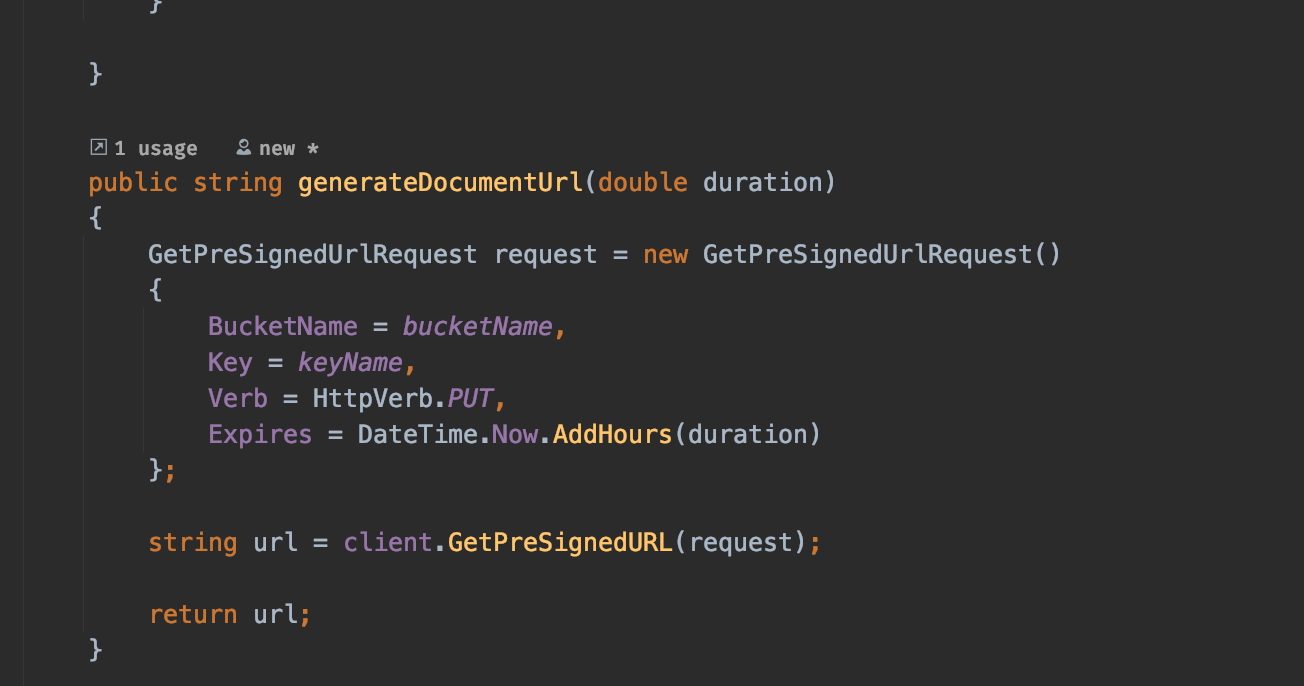 }
}
1 usage new *
public string generateDocumentUrl(double duration)
{
GetPreSignedUrlRequest request = new GetPreSignedUrlRequest()
{
BucketName = bucketName,
Key = keyName,
Verb = HttpVerb.PUT,
Expires = DateTime.Now.AddHours(duration)
};
string url = client.GetPreSignedURL(request);
return url;
}